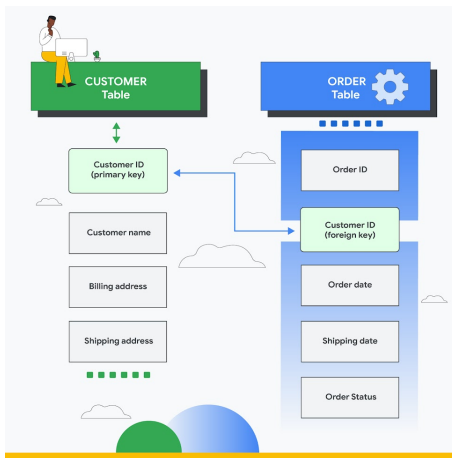 CUSTOMER
Table
Customer ID
(primary key)
Customer name
Billing address
Shipping address
ORDER
Table
Order ID
Customer ID
(foreign key)
Order date
Shipping date
Order Status